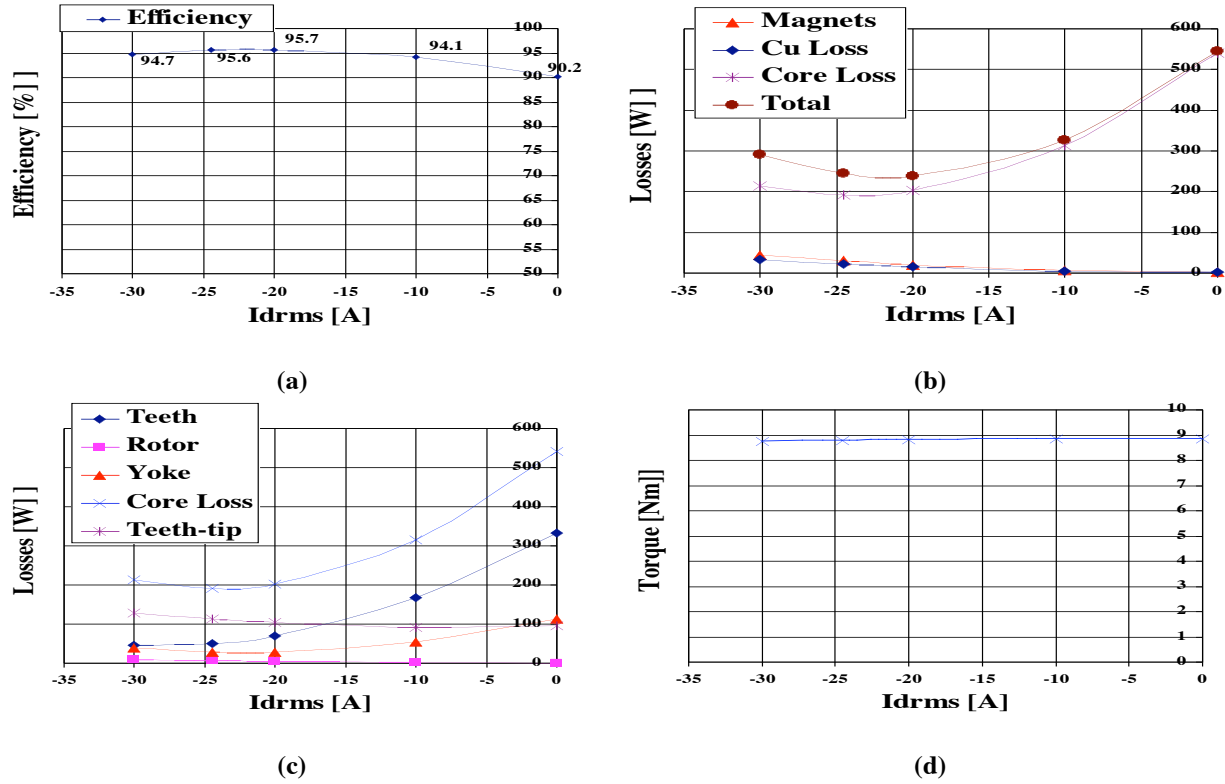 Efficiency
100
95
90
85
80
75
70
65
60
55
50
94.7
95.6
95.7
94.1
90.2
Efficiency [%] ]
-35 -30 -25 -20 -15 -10 -5 0
Idrms [A]
(a)
Magnets
Cu Loss
Core Loss
Total
600
500
400
300
200
100
0
Losses [W] ]
-35 -30 -25 -20 -15 -10 -5 0
Idrms [A]
(b)
Teeth
Rotor
Yoke
Core Loss
Teeth-tip
600
500
400
300
200
100
0
Losses [W] ]
-35 -30 -25 -20 -15 -10 -5 0
Idrms [A]
(c)
10
9
8
7
6
5
4
3
2
1
0
Torque [Nm]]
-35 -30 -25 -20 -15 -10 -5 0
Idrms [A]
(d)